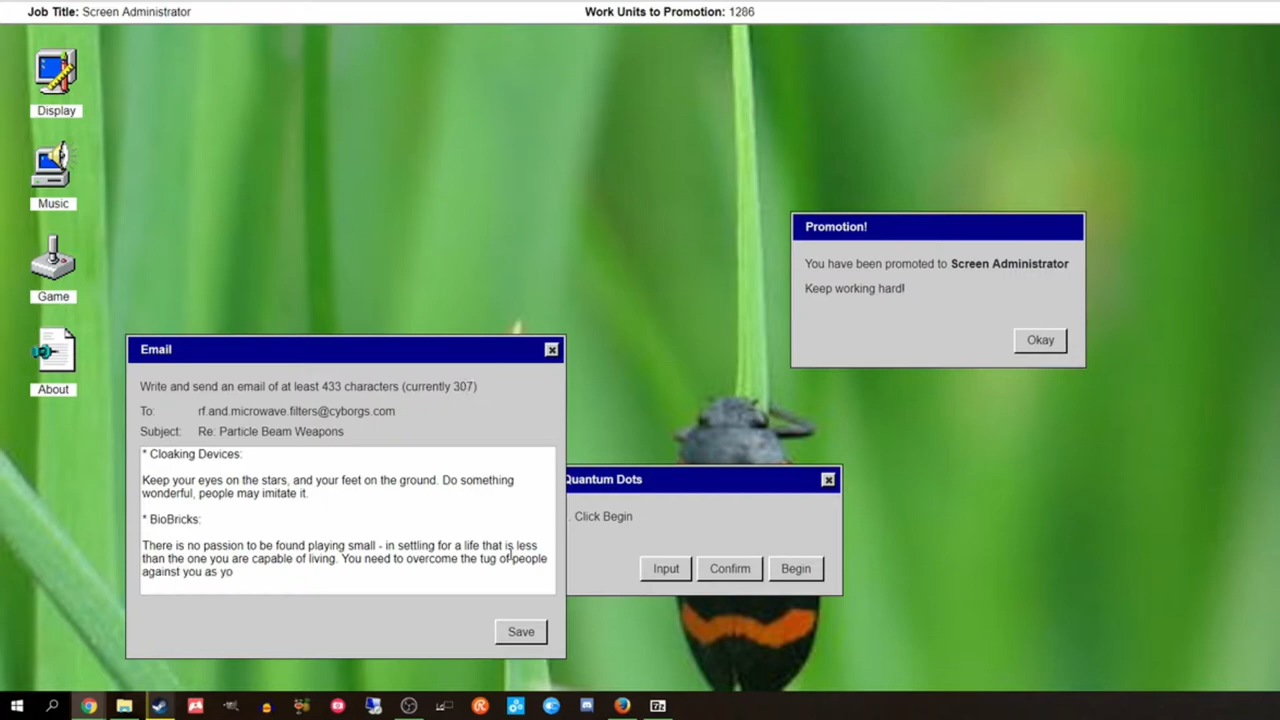 Job Title: Screen Administrator
Work Units to Promotion: 1286
Display
Music
Game
About
Promotion!
You have been promoted to Screen Administrator
Keep working hard!
Okay
Email
Write and send an email of at least 433 characters (currently 307)
To: rf.and.microwave.filters@cyborgs.com
Subject: Re: Particle Beam Weapons
* Cloaking Devices:
Keep your eyes on the stars, and your feet on the ground. Do something
wonderful, people may imitate it.
* BioBricks:
There is no passion to be found playing small - in settling for a life that is less
than the one you are capable of living. You need to overcome the tug of people
against you as yo
Save
Quantum Dots
. Click Begin
Input
Confirm
Begin